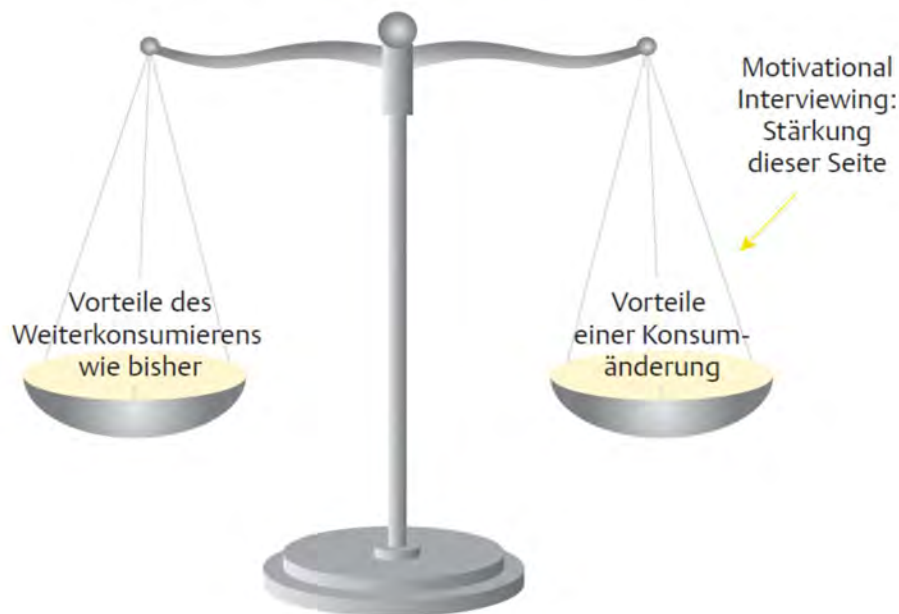 Motivational
Interviewing:
Stärkung
dieser Seite
Vorteile des
Weiterkonsumierens
wie bisher
Vorteile
einer Konsum-
änderung